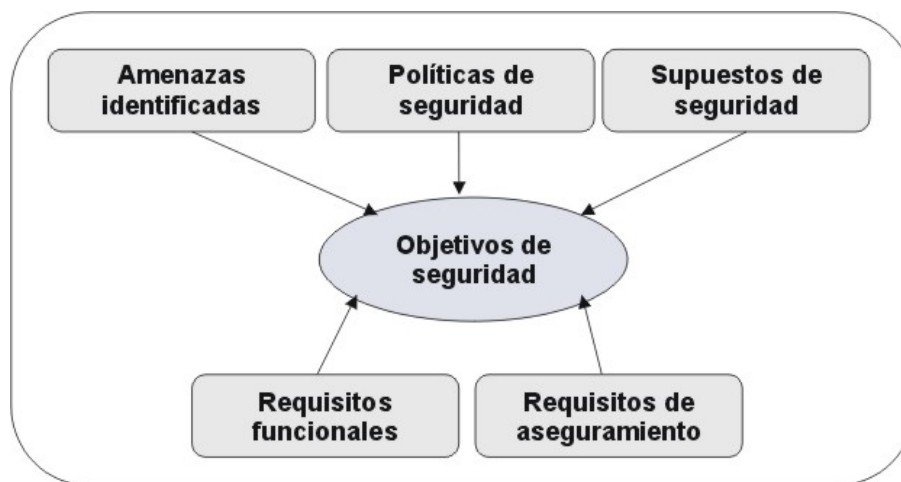 Amenazas
identificadas
Políticas de
seguridad
Supuestos de
seguridad
Objetivos de
seguridad
Requisitos
funcionales
Requisitos de
aseguramiento